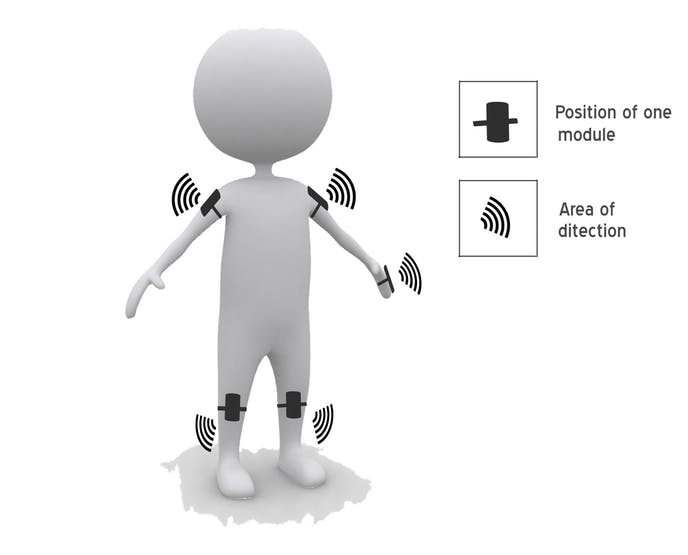 Position of one
module
Area of
ditection